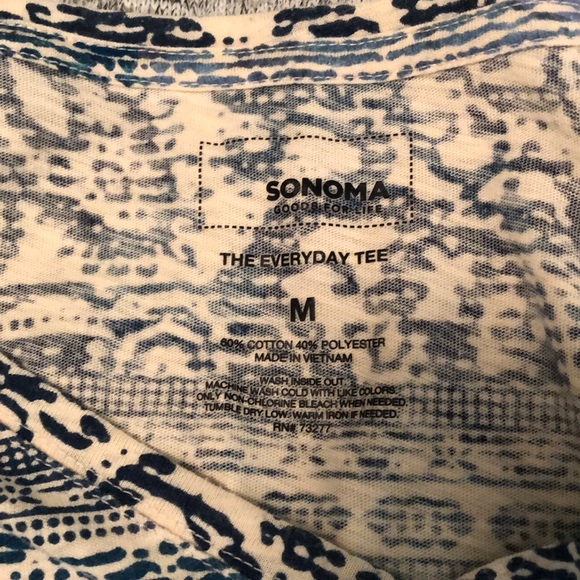 SONOMA
GOODS FOR LIFE
THE EVERYDAY TEE
M
60% COTTON 40% POLYESTER
MADE IN VIETNAM
WASH INSIDE OUT.
MACHINE WASH COLD WITH LIKE COLORS.
ONLY NON-CHLORINE BLEACH WHEN NEEDED.
TUMBLE DRY LOW. WARM IRON IF NEEDED.
RN# 73277